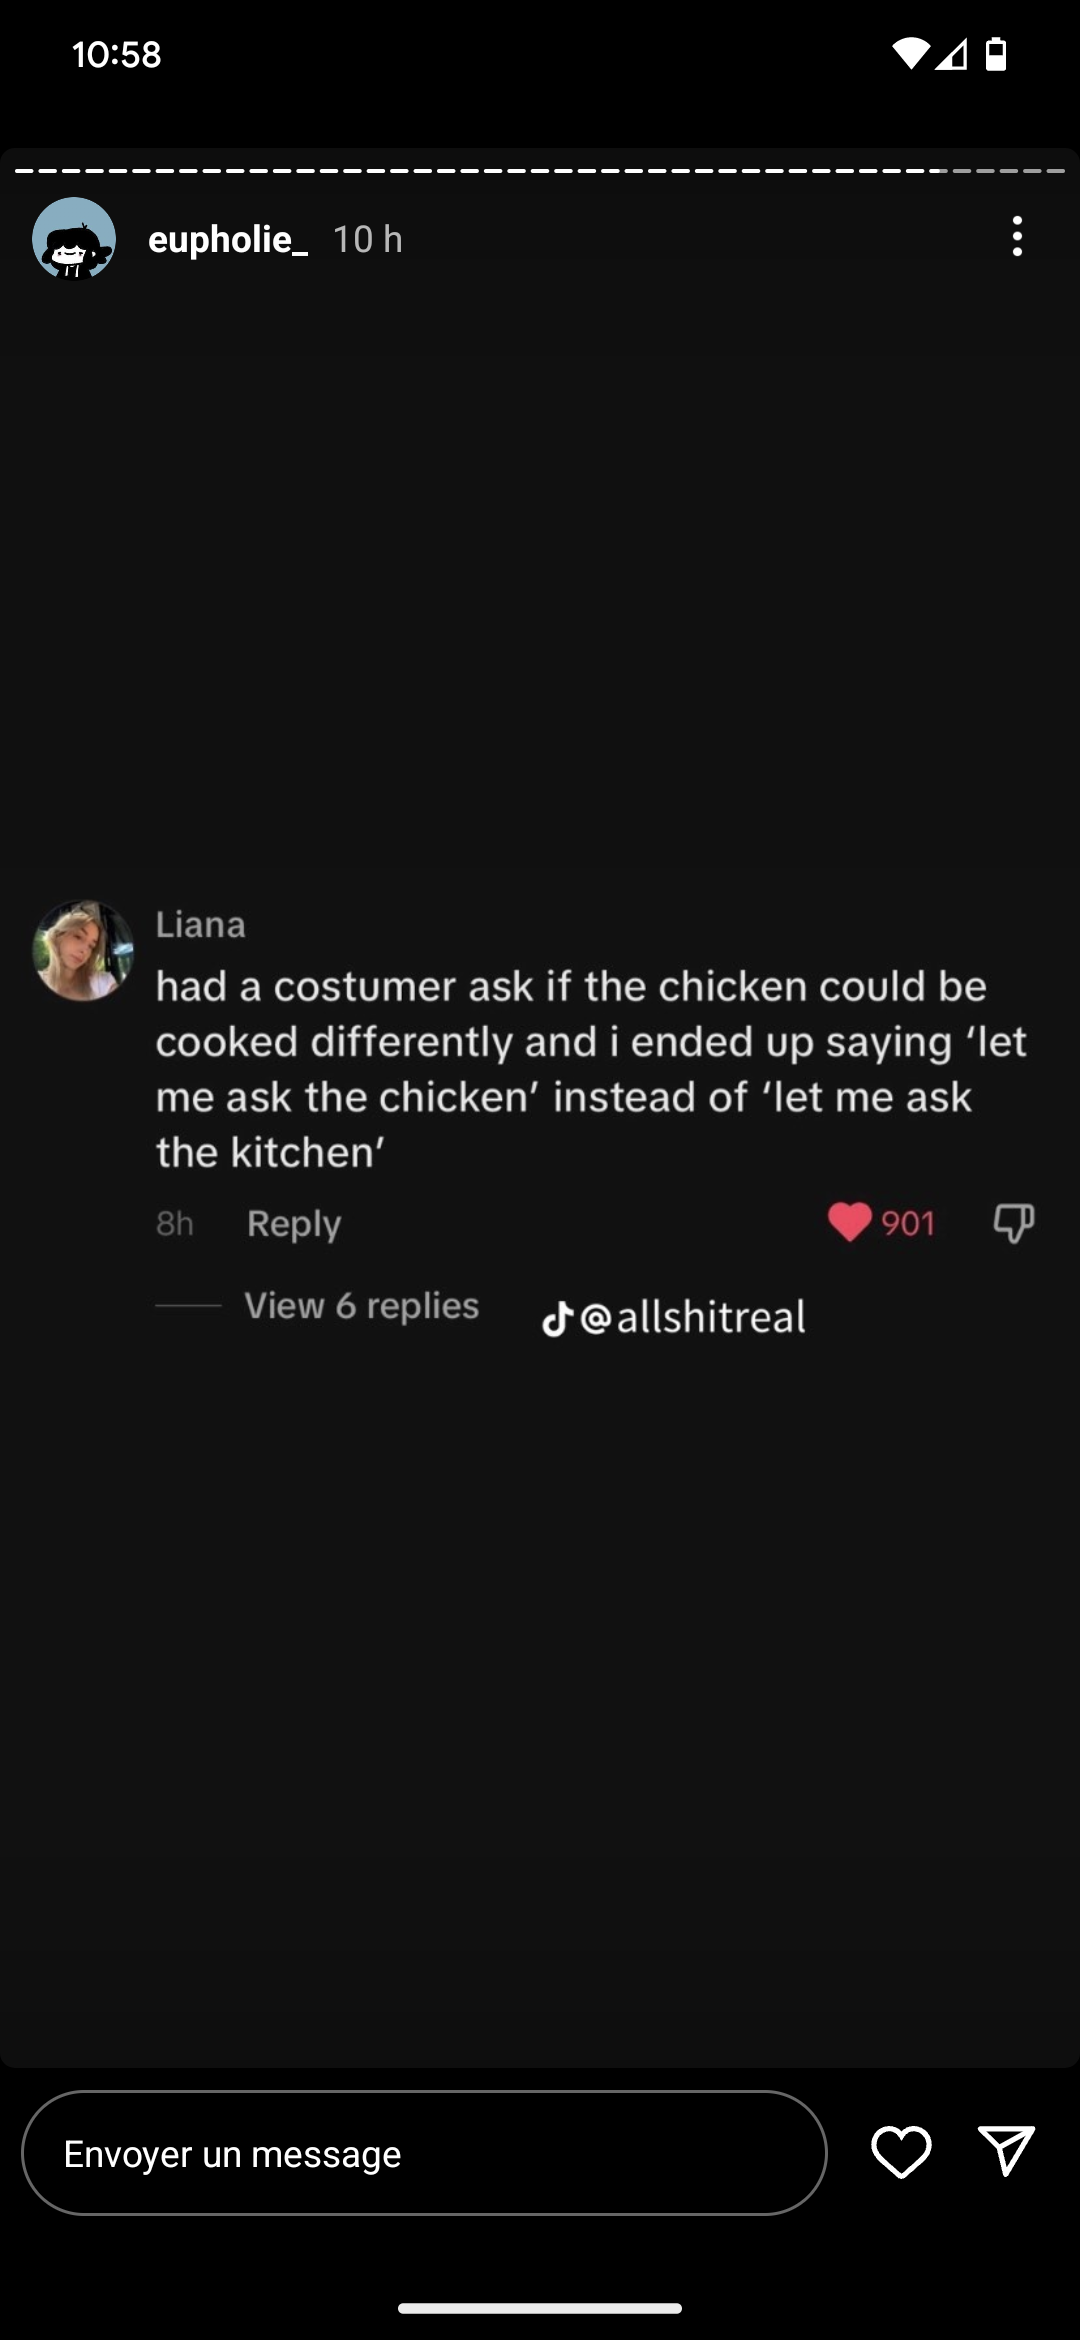 10:58
eupholie_ 10 h
Liana
had a costumer ask if the chicken could be
cooked differently and i ended up saying ‘let
me ask the chicken’ instead of ‘let me ask
the kitchen’
8h Reply 901
View 6 replies @allshitreal
Envoyer un message